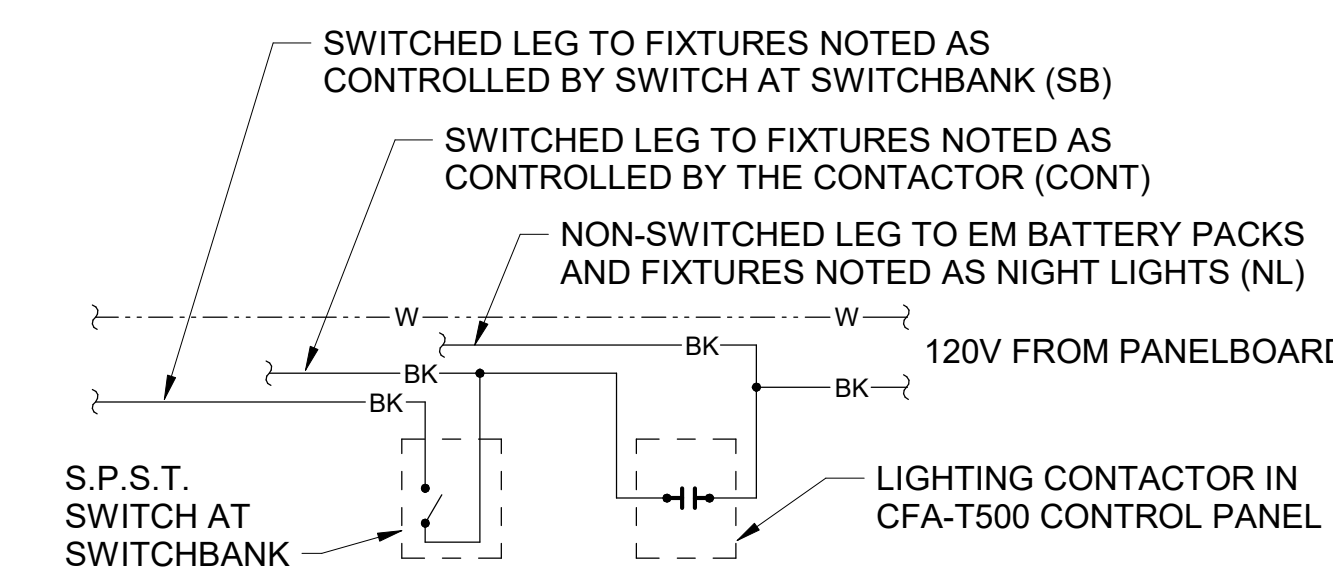 SWITCHED LEG TO FIXTURES NOTED AS
CONTROLLED BY SWITCH AT SWITCHBANK (SB)
SWITCHED LEG TO FIXTURES NOTED AS
CONTROLLED BY THE CONTACTOR (CONT)
NON-SWITCHED LEG TO EM BATTERY PACKS
AND FIXTURES NOTED AS NIGHT LIGHTS (NL)
W W
BK
120V FROM PANELBOARD
BK
BK
BK
S.P.S.T.
SWITCH AT
SWITCHBANK
LIGHTING CONTACTOR IN
CFA-T500 CONTROL PANEL